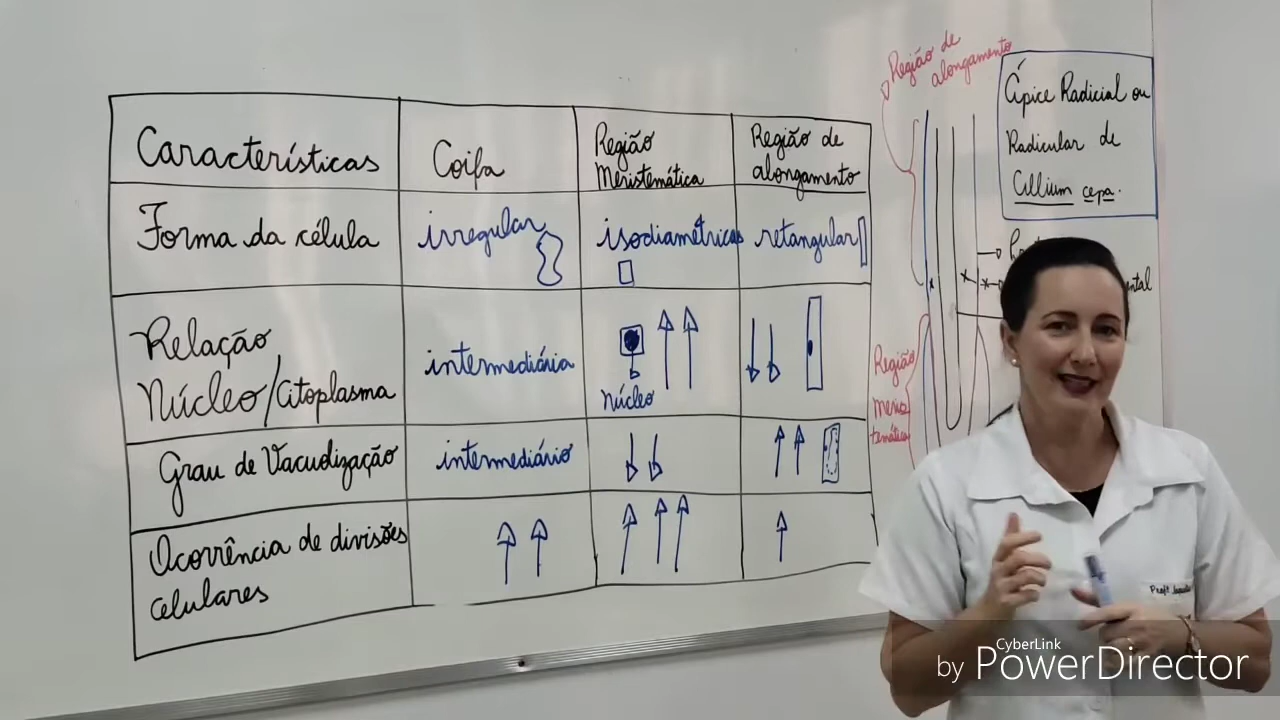 Características
Coifa
Região
Meristemática
Região de
alongamento
Forma da célula
irregular
isodiamétricas
retangular
Relação
Núcleo/Citoplasma
intermediária
Núcleo
Grau de Vacuolização
intermediário
Ocorrência de divisões
celulares
Região de
alongamento
Ápice Radicial ou
Radicular de
Allium cepa.
Região
Meris
temática
CyberLink
by PowerDirector